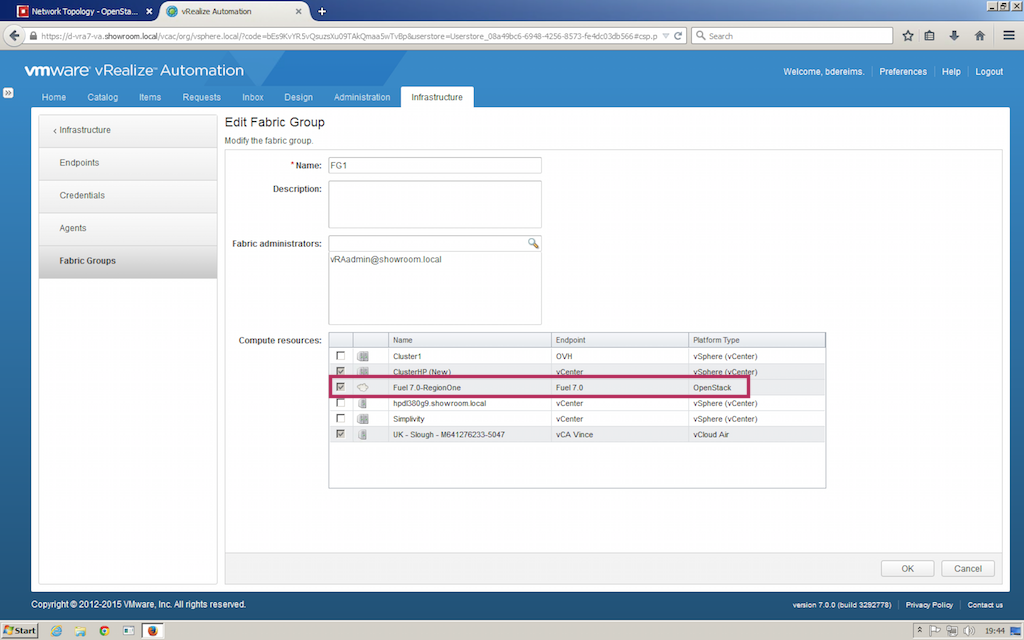 Network Topology - OpenSta...
vRealize Automation
https://d-vra7-va.showroom.local/vcac/org/vsphere.local/?code=bEs9KvYR5vQsuzsXu09TAkQmaa5wTvBp&userstore=Userstore_08a49bc6-6948-4256-8573-fe4dc03db566#csp.p
Search
vmware vRealize™ Automation
Welcome, bdereims. Preferences Help Logout
Home Catalog Items Requests Inbox Design Administration Infrastructure
‹ Infrastructure
Endpoints
Credentials
Agents
Fabric Groups
Edit Fabric Group
Modify the fabric group.
* Name: FG1
Description:
Fabric administrators:
vRAadmin@showroom.local
Compute resources:
Name Endpoint Platform Type
Cluster1 OVH vSphere (vCenter)
ClusterHP (New) vCenter vSphere (vCenter)
Fuel 7.0-RegionOne Fuel 7.0 OpenStack
hpdl380g9.showroom.local vCenter vSphere (vCenter)
Simplivity vCenter vSphere (vCenter)
UK - Slough - M641276233-5047 vCA Vince vCloud Air
OK Cancel
Copyright © 2012-2015 VMware, Inc. All rights reserved.
version 7.0.0 (build 3292778) Privacy Policy Contact us
Start
19:44